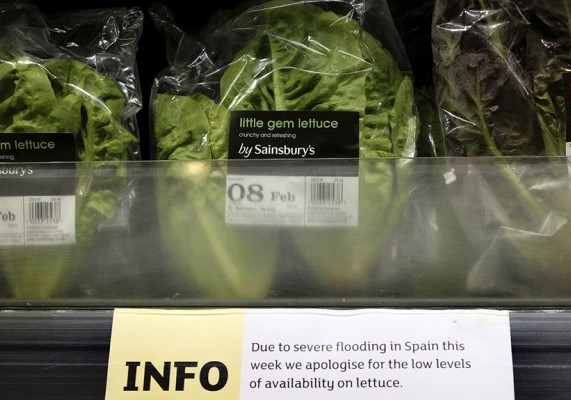 little gem lettuce
crunchy and refreshing
by Sainsbury's
08 Feb
m lettuce
shing
sbury's
Feb
INFO
Due to severe flooding in Spain this
week we apologise for the low levels
of availability on lettuce.